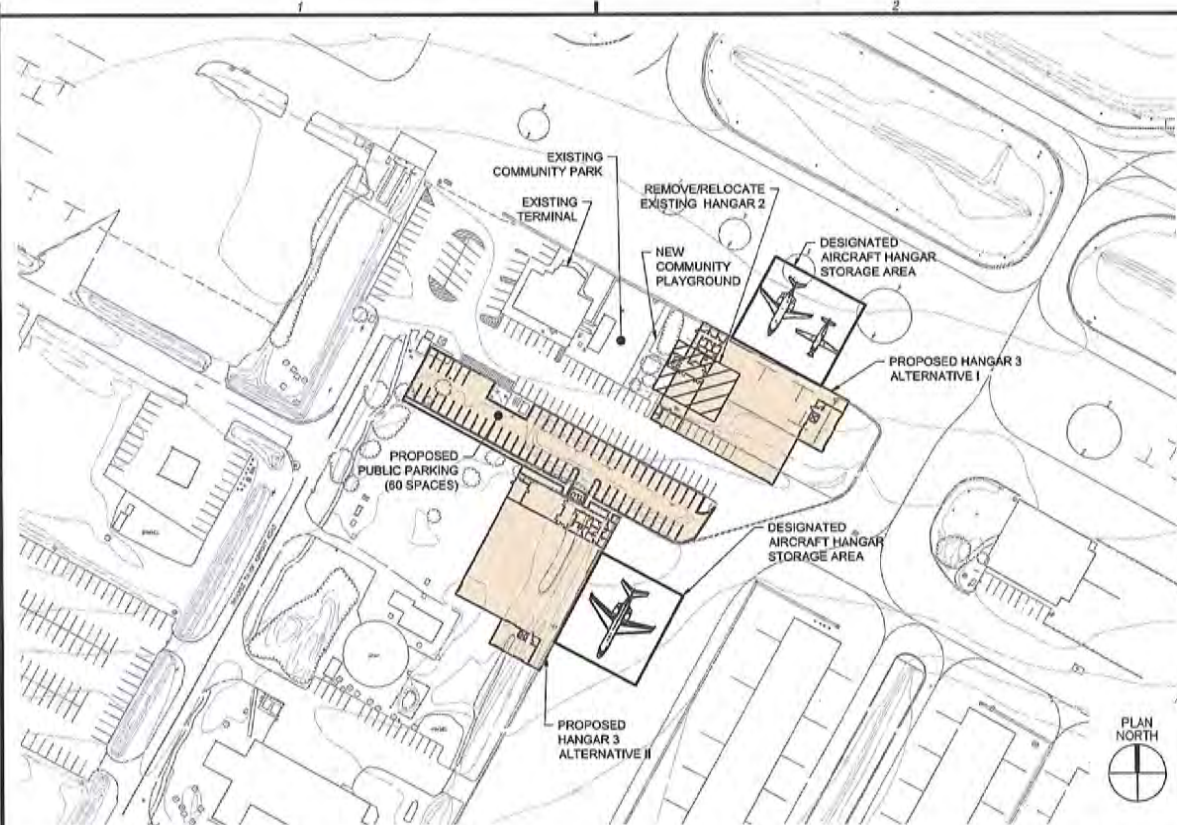 1
2
EXISTING
COMMUNITY PARK
EXISTING
TERMINAL
REMOVE/RELOCATE
EXISTING HANGAR 2
NEW
COMMUNITY
PLAYGROUND
DESIGNATED
AIRCRAFT HANGAR
STORAGE AREA
PROPOSED HANGAR 3
ALTERNATIVE I
PROPOSED
PUBLIC PARKING
(60 SPACES)
DESIGNATED
AIRCRAFT HANGAR
STORAGE AREA
PROPOSED
HANGAR 3
ALTERNATIVE II
PLAN
NORTH